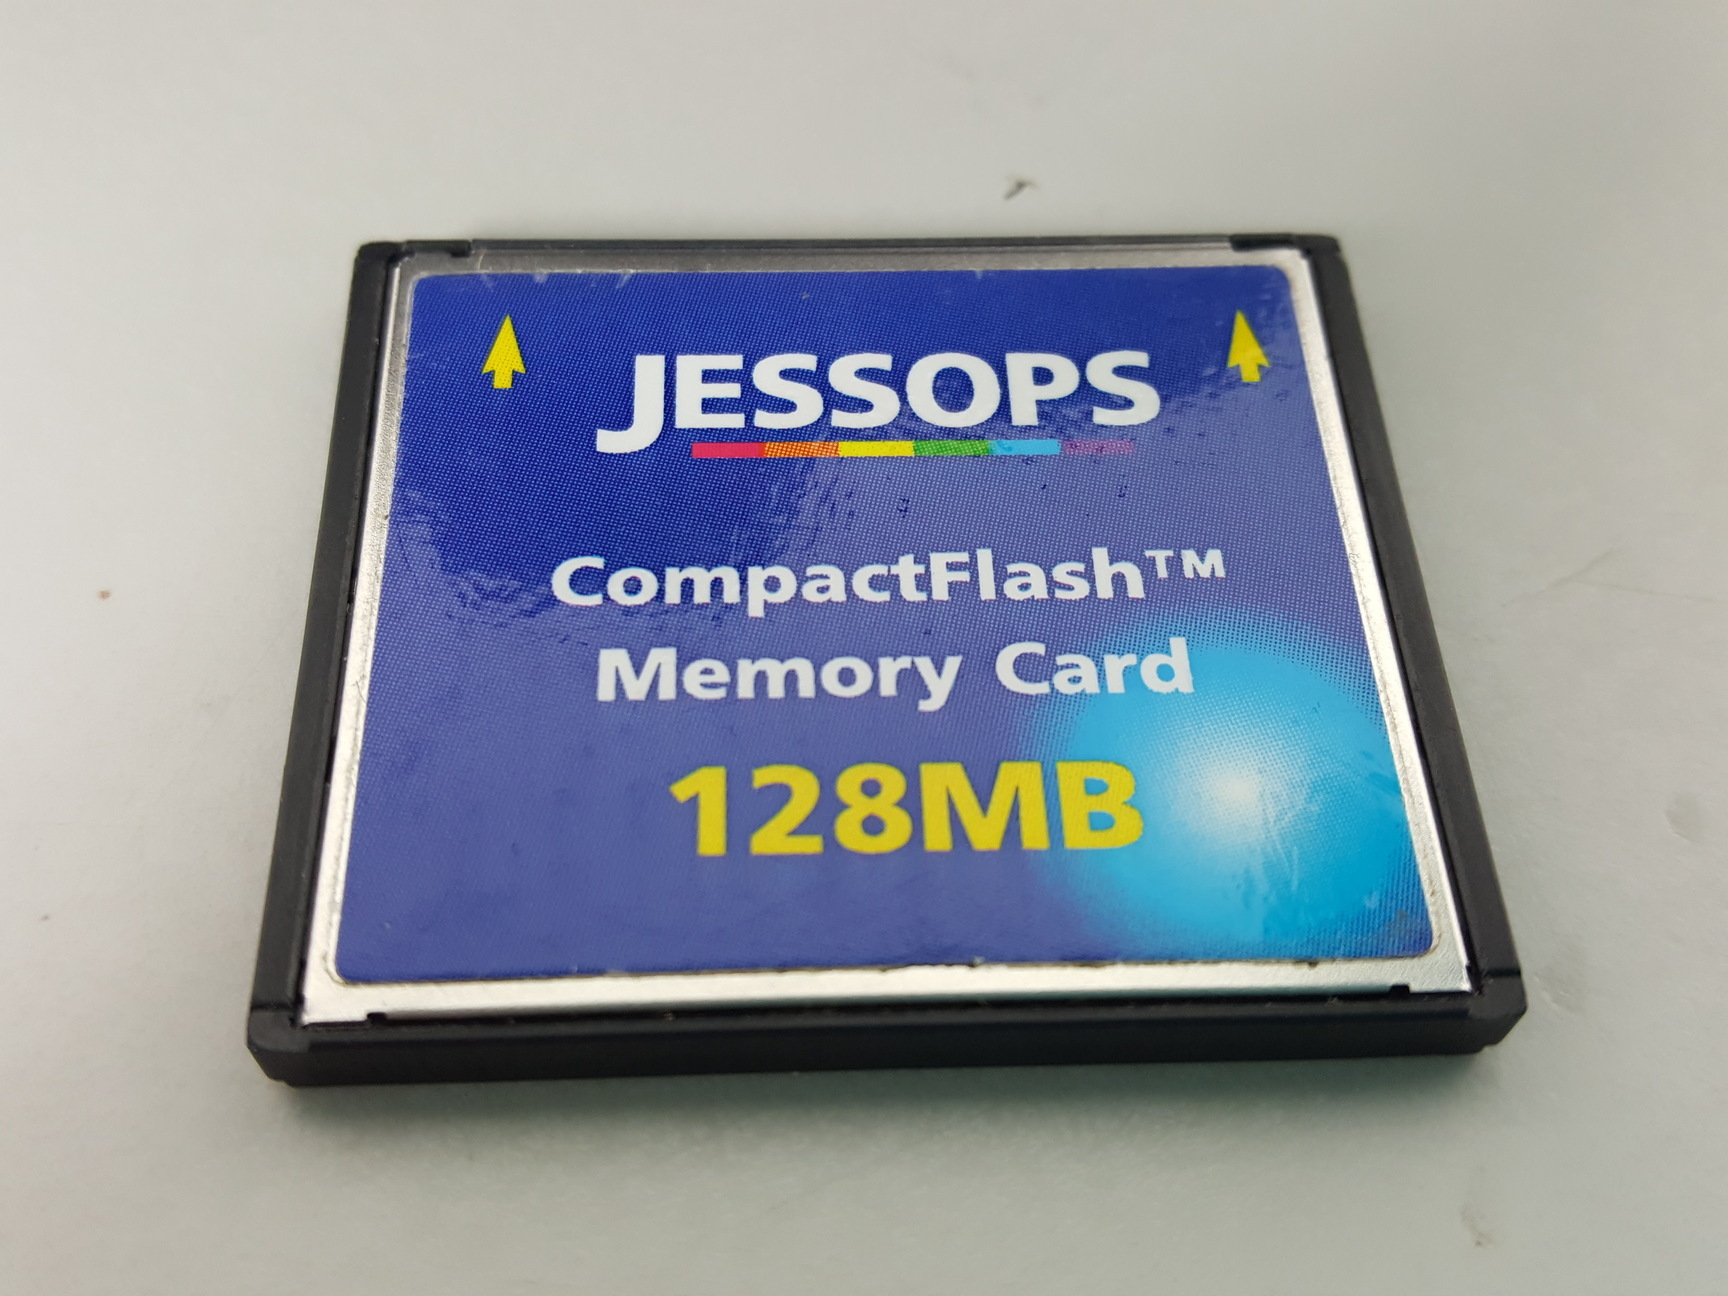 JESSOPS
CompactFlash™
Memory Card
128MB